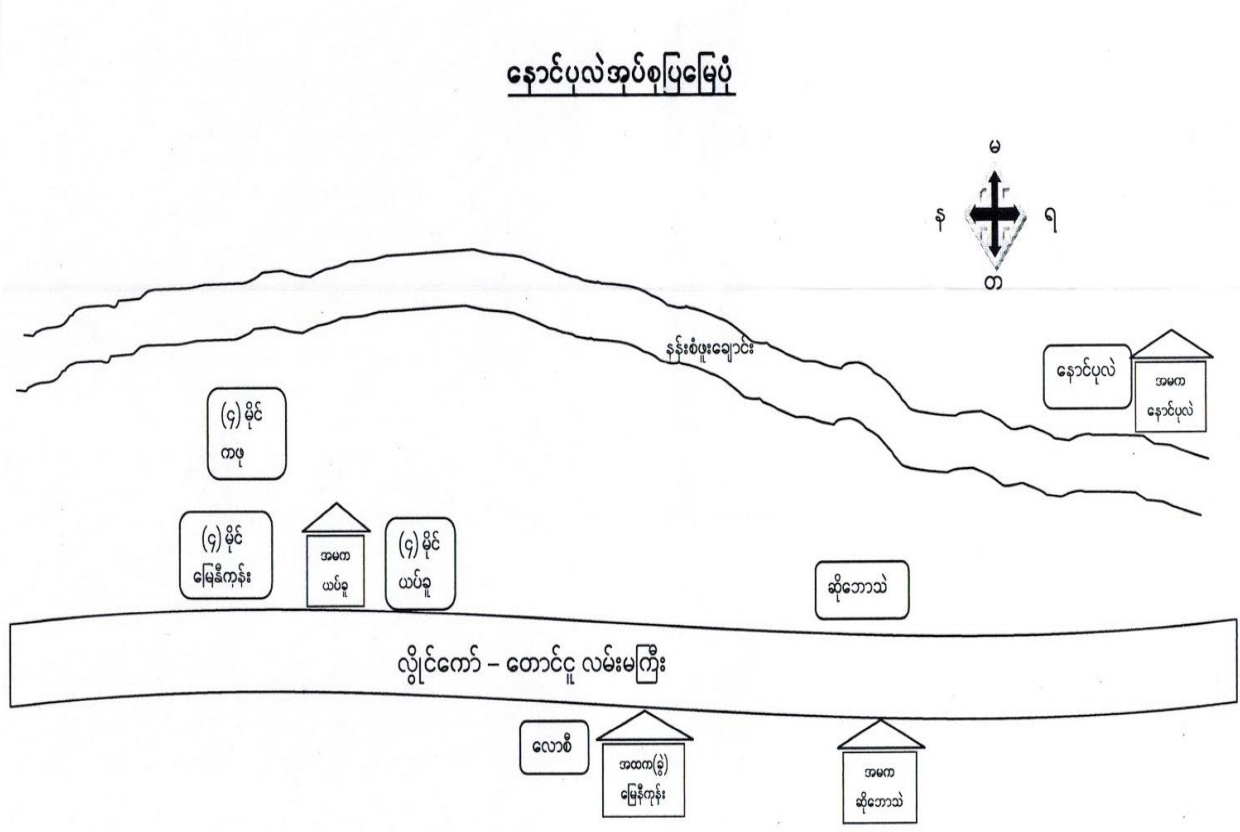 နောင်ပုလဲအုပ်စုပြမြေပုံ
မ
န
ရ
တ
နန်းစံဖူးချောင်း
နောင်ပုလဲ
အမက
နောင်ပုလဲ
(၄) မိုင်
ကဖု
(၄) မိုင်
မြေနီကုန်း
အမက
ယပ်ခူ
(၄) မိုင်
ယပ်ခူ
ဆိုဘောသဲ
လွိုင်ကော် – တောင်ငူ လမ်းမကြီး
လောစီ
အထက(ခွဲ)
မြေနီကုန်း
အမက
ဆိုဘောသဲ